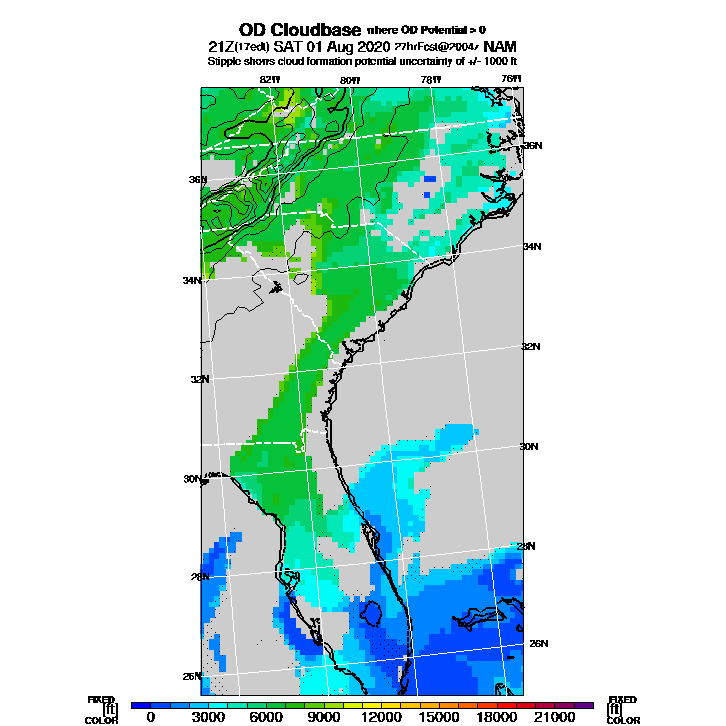 OD Cloudbase where OD Potential > 0
21Z(17edt) SAT 01 Aug 2020 27hrFcst@2004z NAM
Stipple shows cloud formation potential uncertainty of +/- 1000 ft
82W 80W 78W 76W
36N
36N
34N
34N
32N
32N
30N
30N
28N
28N
26N
26N
FIXED FIXED
[ft] [ft]
COLOR COLOR
0 3000 6000 9000 12000 15000 18000 21000